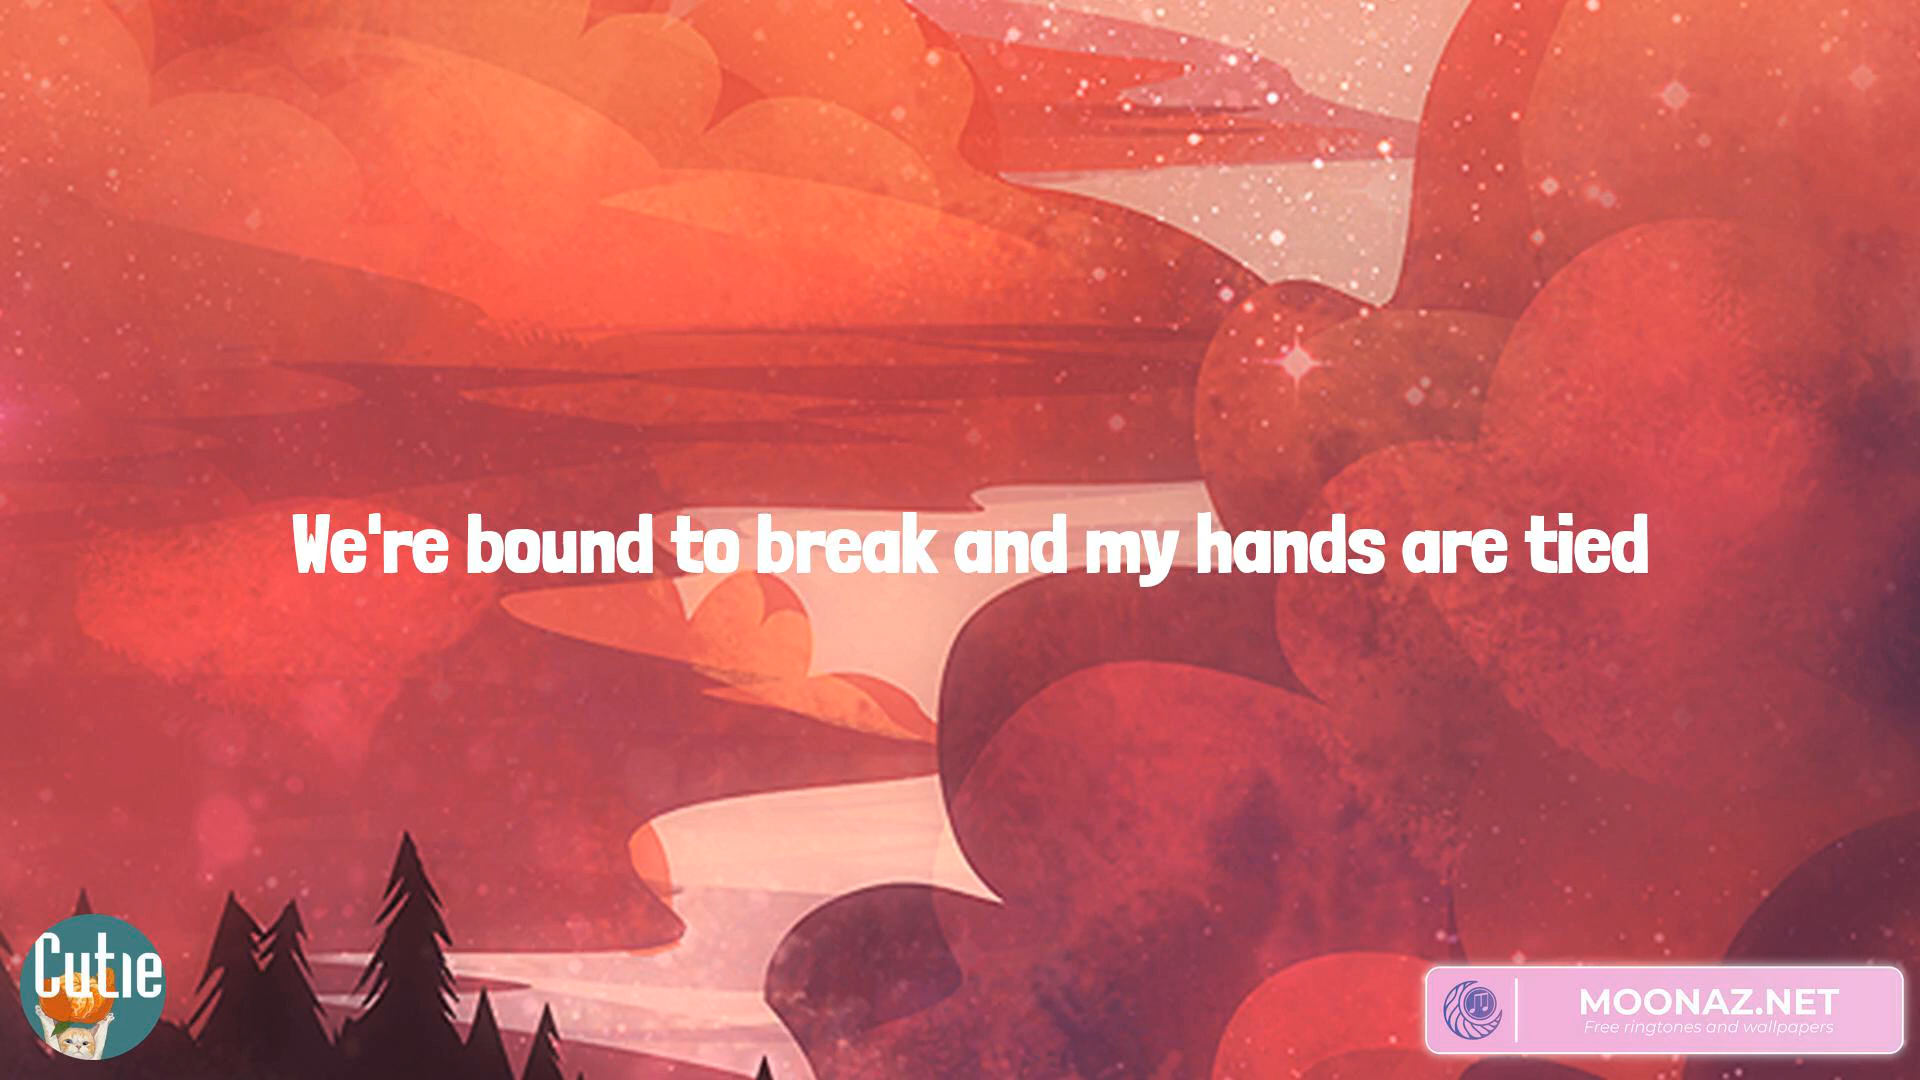 We're bound to break and my hands are tied
Cutie
MOONAZ.NET
Free ringtones and wallpapers